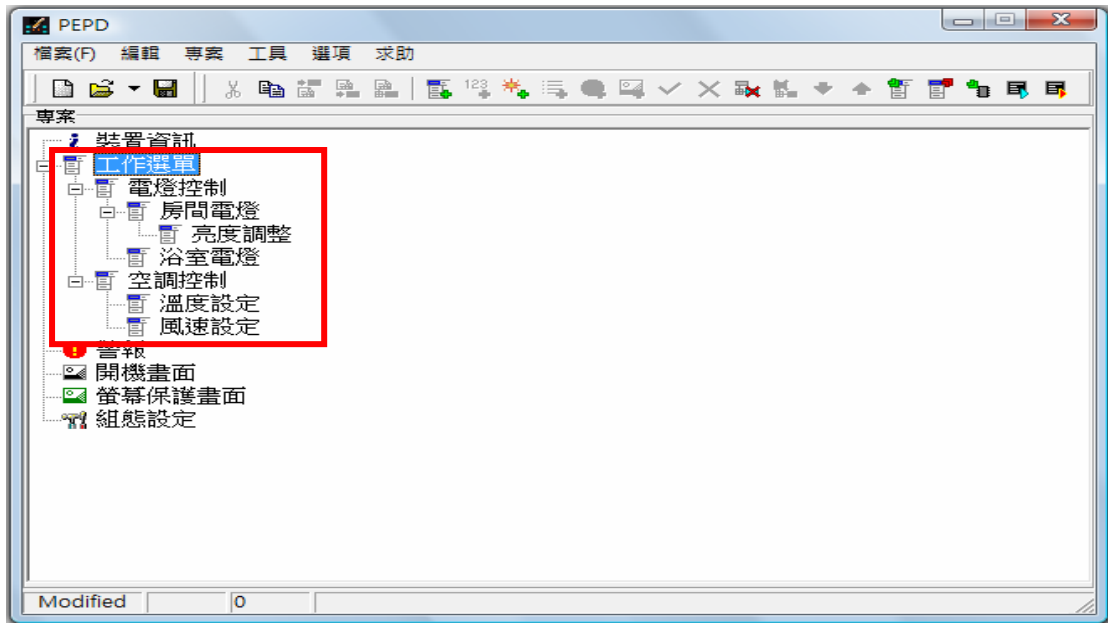 PEPD
檔案(F) 編輯 專案 工具 選項 求助
123
專案
裝置資訊
工作選單
電燈控制
房間電燈
亮度調整
浴室電燈
空調控制
溫度設定
風速設定
警報
開機畫面
螢幕保護畫面
組態設定
Modified 0